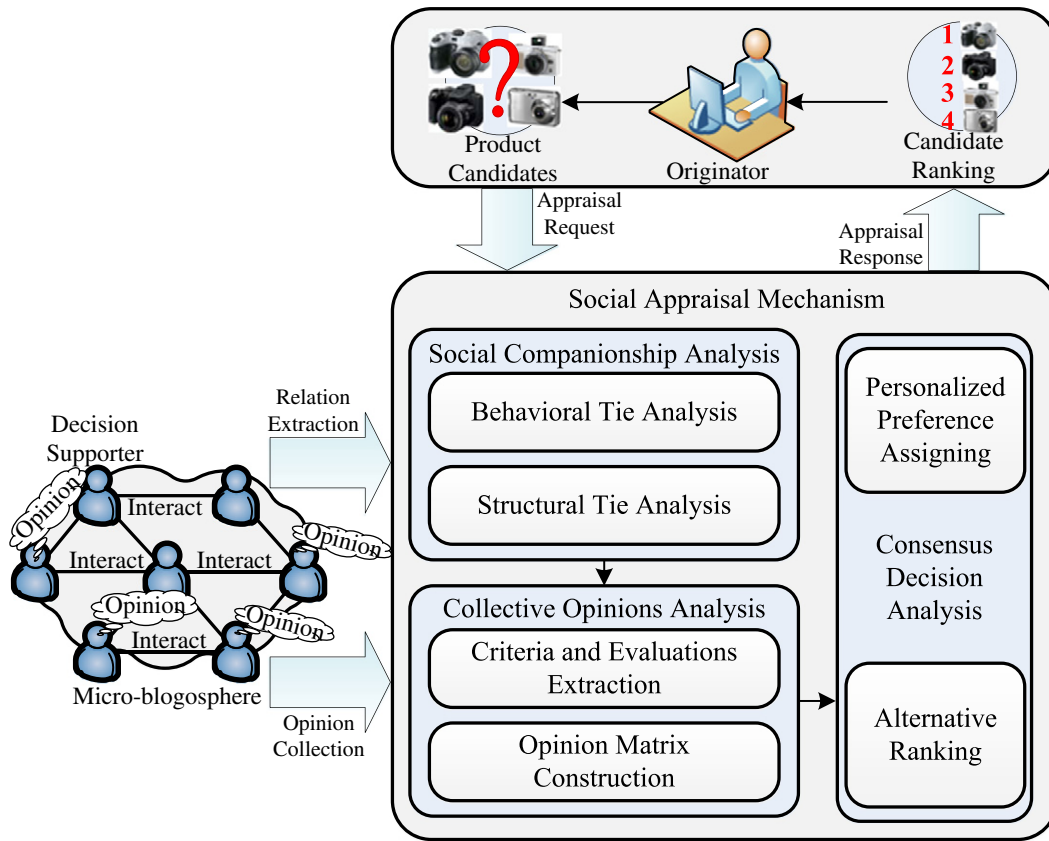 ?
1
2
3
4
Product
Candidates
Originator
Candidate
Ranking
Appraisal
Request
Appraisal
Response
Social Appraisal Mechanism
Social Companionship Analysis
Behavioral Tie Analysis
Structural Tie Analysis
Collective Opinions Analysis
Criteria and Evaluations
Extraction
Opinion Matrix
Construction
Personalized
Preference
Assigning
Consensus
Decision
Analysis
Alternative
Ranking
Relation
Extraction
Decision
Supporter
Opinion
Interact
Opinion
Interact
Interact
Opinion
Opinion
Interact
Micro-blogosphere
Opinion
Collection